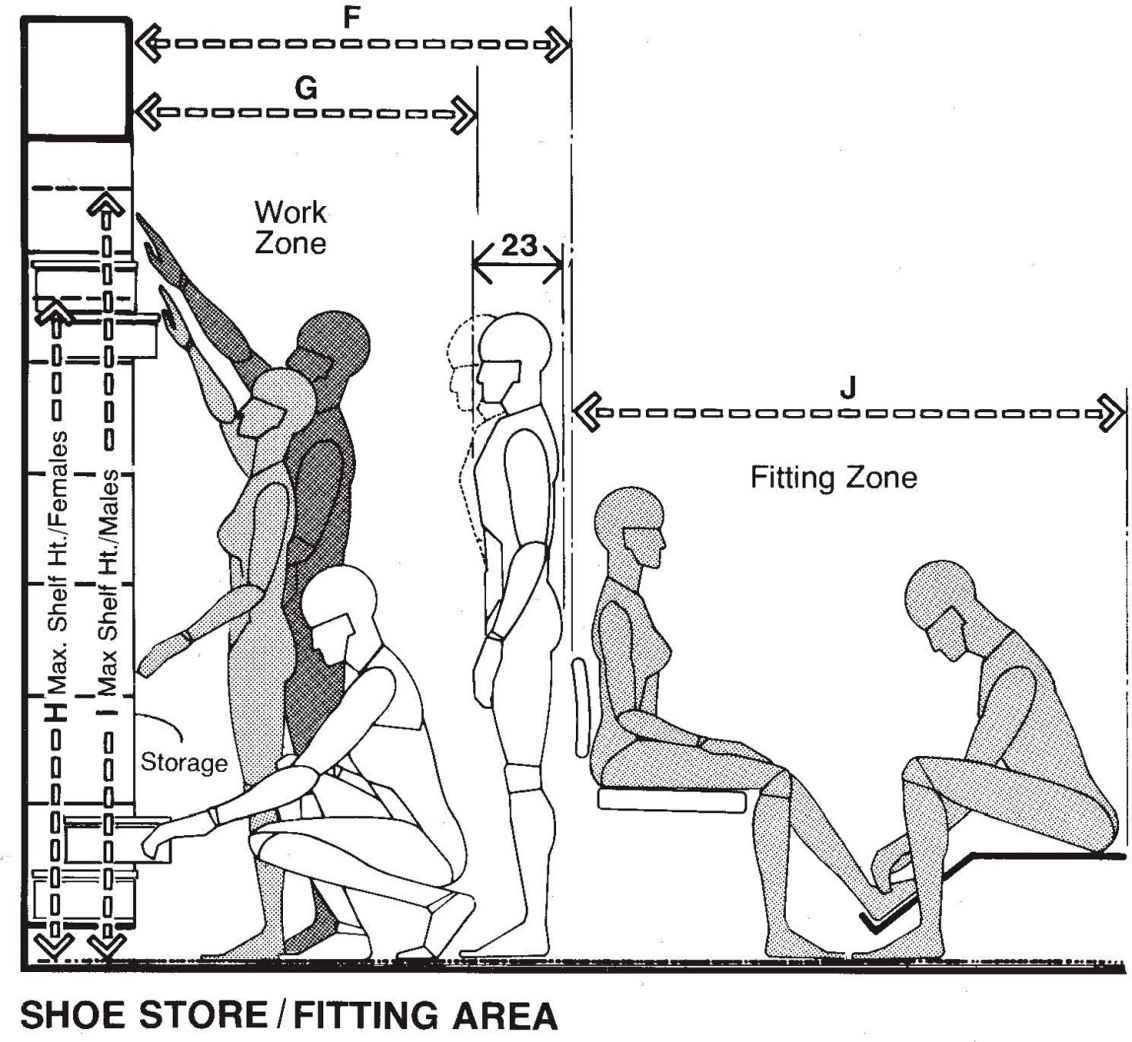 F
G
Work
Zone
23
J
Fitting Zone
H Max. Shelf Ht./Females
I Max Shelf Ht./Males
Storage
SHOE STORE/FITTING AREA